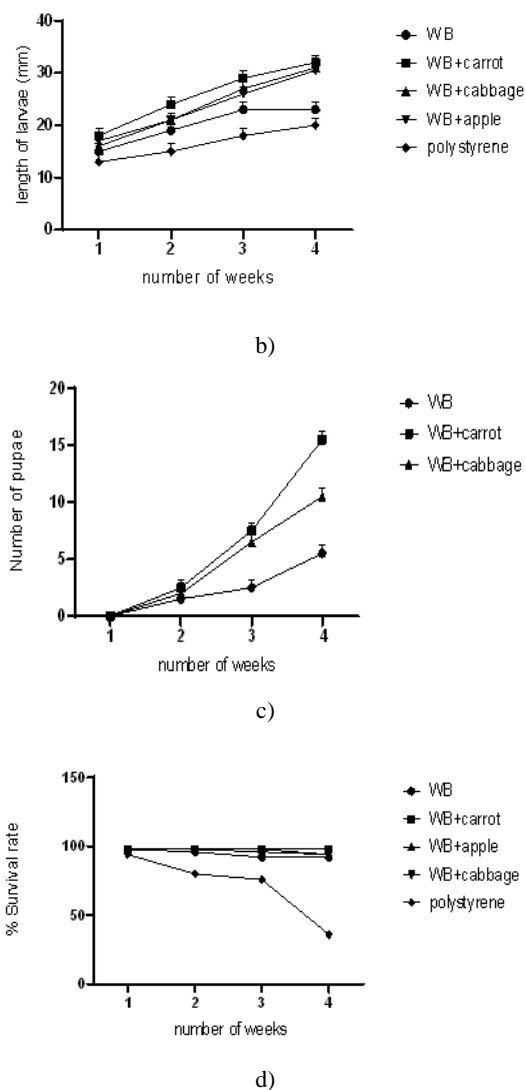 40
30
20
10
0
length of larvae (mm)
1 2 3 4
number of weeks
WB
WB+carrot
WB+cabbage
WB+apple
polystyrene
b)
20
15
10
5
0
Number of pupae
1 2 3 4
number of weeks
WB
WB+carrot
WB+cabbage
c)
150
100
50
0
% Survival rate
1 2 3 4
number of weeks
WB
WB+carrot
WB+apple
WB+cabbage
polystyrene
d)